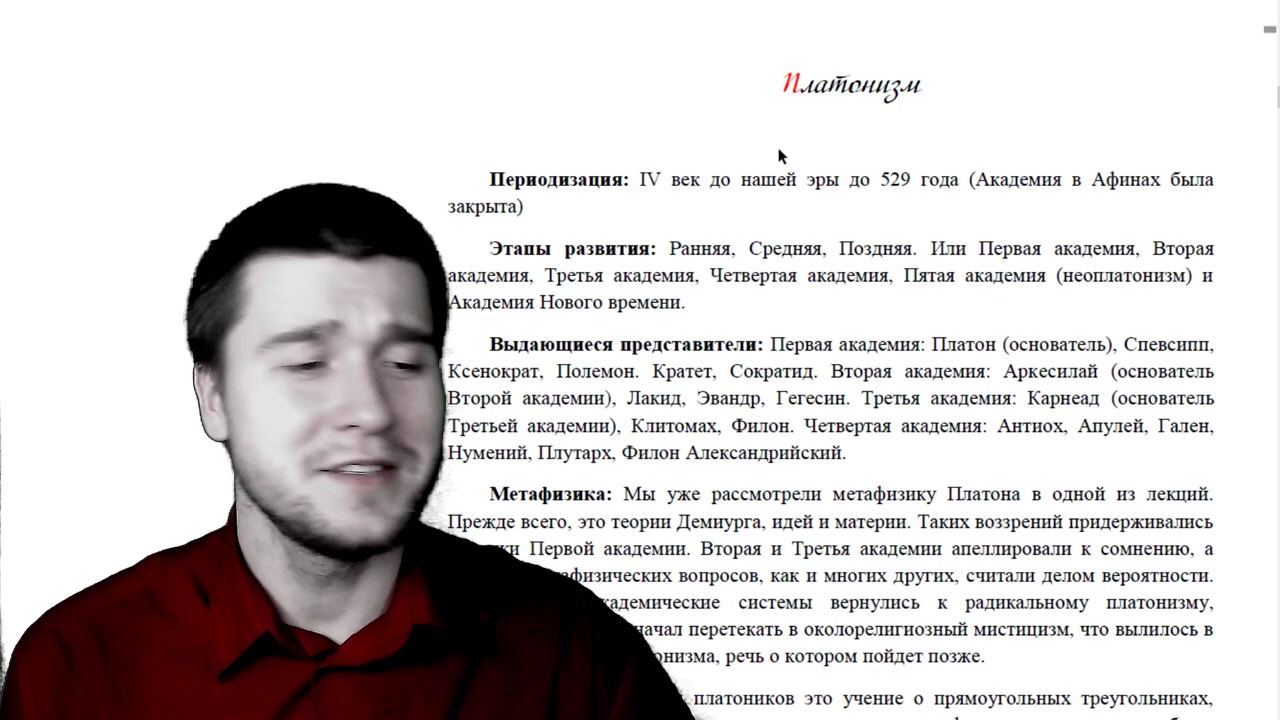 Платонизм
Периодизация: IV век до нашей эры до 529 года (Академия в Афинах была
закрыта)
Этапы развития: Ранняя, Средняя, Поздняя. Или Первая академия, Вторая
академия, Третья академия, Четвертая академия, Пятая академия (неоплатонизм) и
Академия Нового времени.
Выдающиеся представители: Первая академия: Платон (основатель), Спевсипп,
Ксенократ, Полемон. Кратет, Сократид. Вторая академия: Аркесилай (основатель
Второй академии), Лакид, Эвандр, Гегесин. Третья академия: Карнеад (основатель
Третьей академии), Клитомах, Филон. Четвертая академия: Антиох, Апулей, Гален,
Нумений, Плутарх, Филон Александрийский.
Метафизика: Мы уже рассмотрели метафизику Платона в одной из лекций.
Прежде всего, это теории Демиурга, идей и материи. Таких воззрений придерживались
Первой академии. Вторая и Третья академии апеллировали к сомнению, а
вопросов, как и многих других, считали делом вероятности.
системы вернулись к радикальному платонизму,
перетекать в околорелигиозный мистицизм, что вылилось в
речь о котором пойдет позже.
платоников это учение о прямоугольных треугольниках,